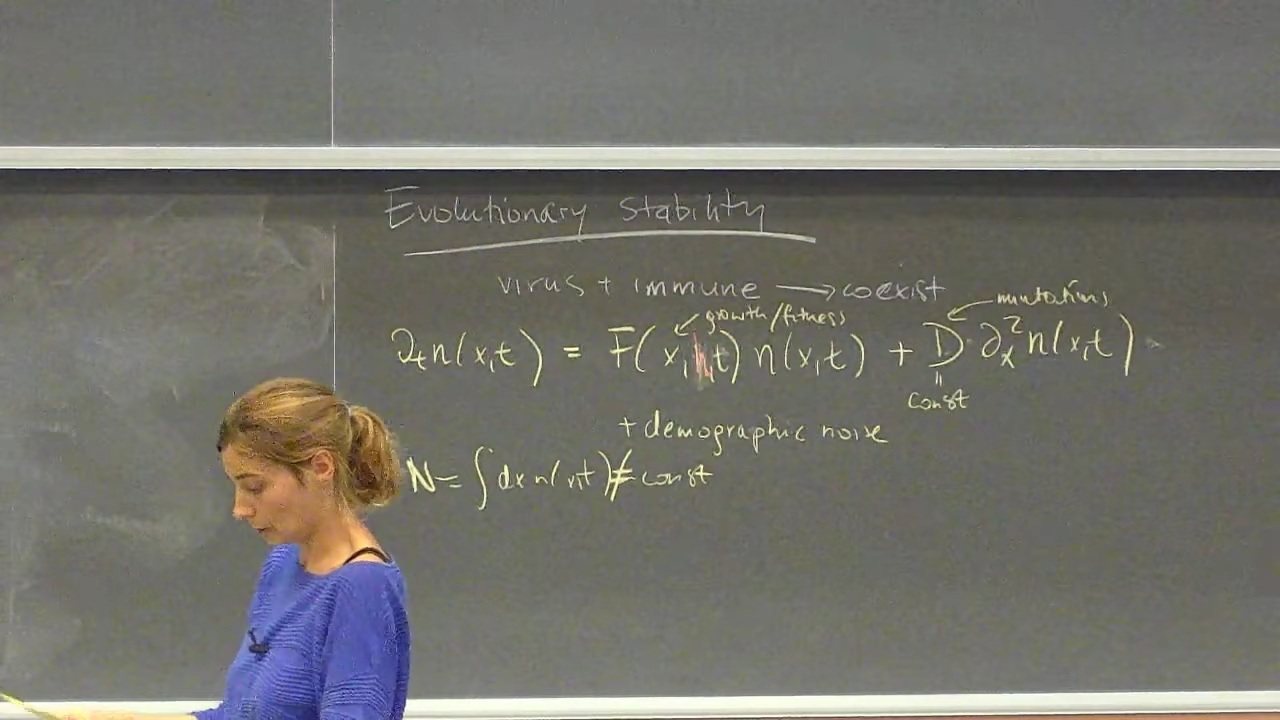 Evolutionary stability
virus + immune → coexist
growth/fitness
mutations
∂ₜn(x,t) = F(x,h,t) n(x,t) + D ∂ₓ²n(x,t)
"
const
+ demographic noise
N = ∫dx n(x,t) ≠ const